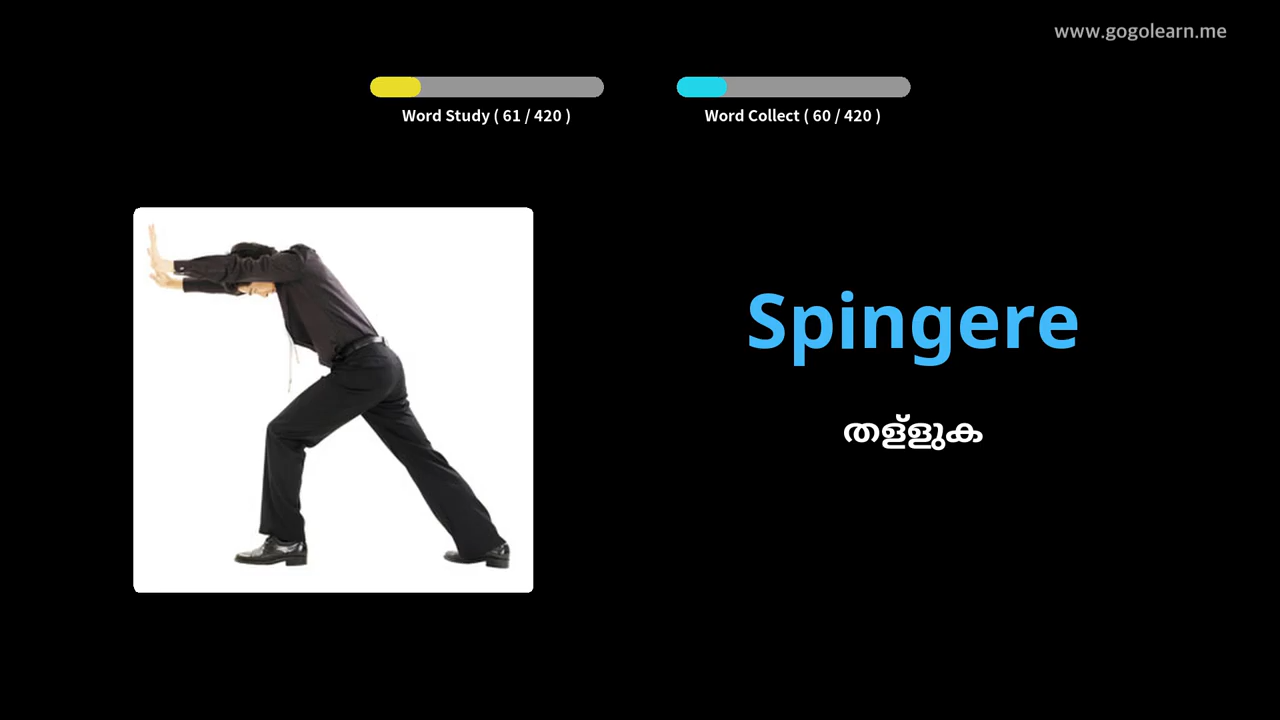 www.gogolearn.me
Word Study ( 61 / 420 )
Word Collect ( 60 / 420 )
Spingere
തള്ളുക